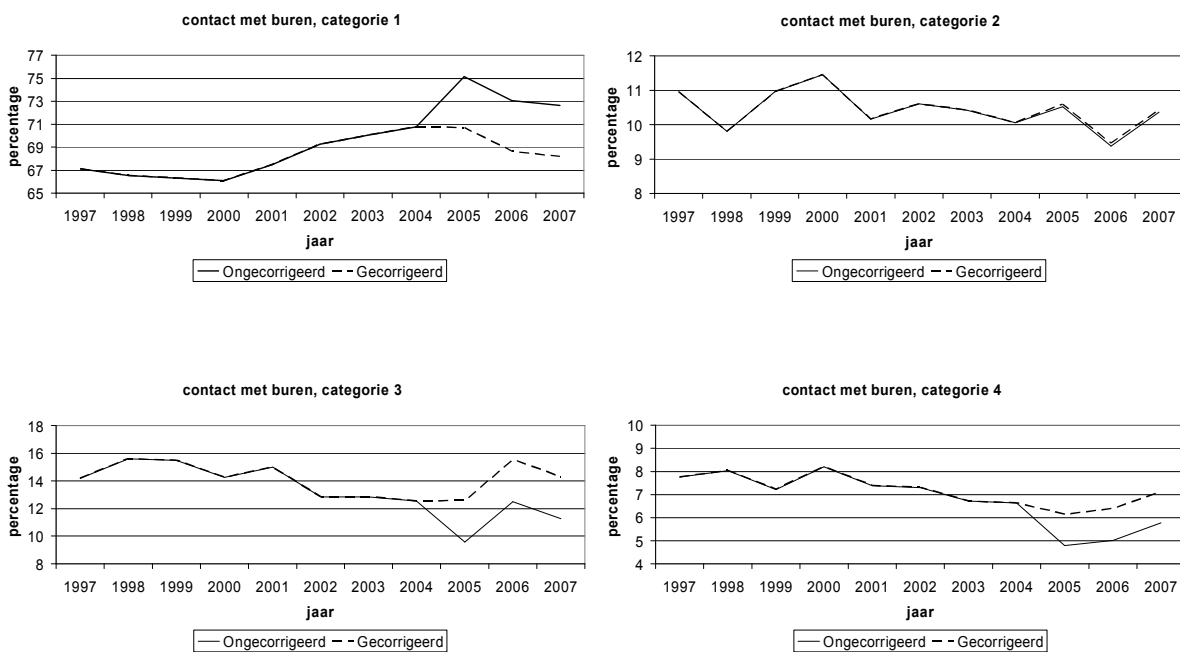 contact met buren, categorie 1
percentage
77
75
73
71
69
67
65
1997 1998 1999 2000 2001 2002 2003 2004 2005 2006 2007
jaar
Ongecorrigeerd Gecorrigeerd
contact met buren, categorie 2
percentage
12
11
10
9
8
1997 1998 1999 2000 2001 2002 2003 2004 2005 2006 2007
jaar
Ongecorrigeerd Gecorrigeerd
contact met buren, categorie 3
percentage
18
16
14
12
10
8
1997 1998 1999 2000 2001 2002 2003 2004 2005 2006 2007
jaar
Ongecorrigeerd Gecorrigeerd
contact met buren, categorie 4
percentage
10
9
8
7
6
5
4
1997 1998 1999 2000 2001 2002 2003 2004 2005 2006 2007
jaar
Ongecorrigeerd Gecorrigeerd